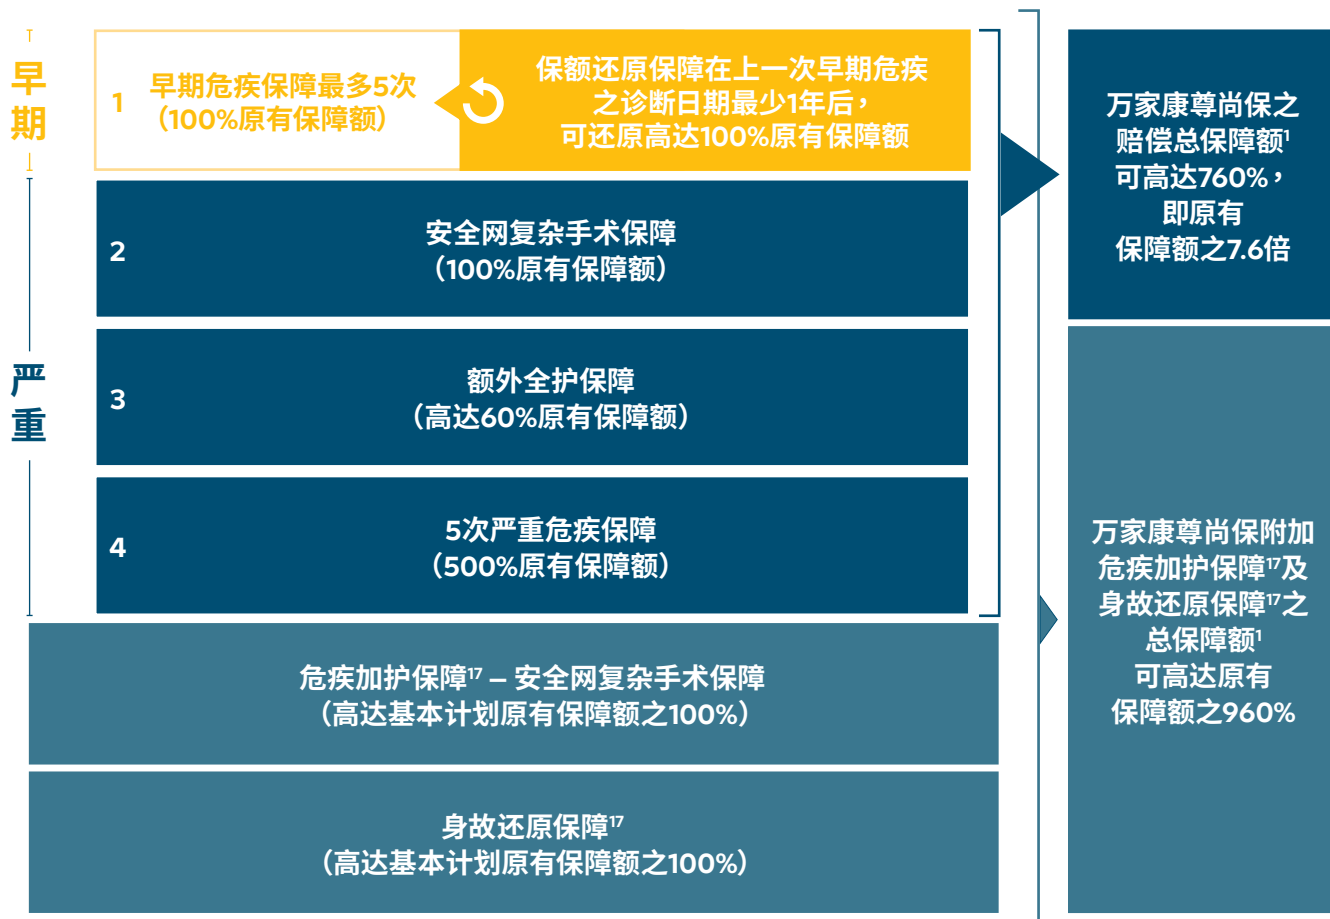 早期
1
早期危疾保障最多5次
（100%原有保障额）
保额还原保障在上一次早期危疾
之诊断日期最少1年后，
可还原高达100%原有保障额
严重
2
安全网复杂手术保障
（100%原有保障额）
3
额外全护保障
（高达60%原有保障额）
4
5次严重危疾保障
（500%原有保障额）
危疾加护保障17 – 安全网复杂手术保障
（高达基本计划原有保障额之100%）
身故还原保障17
（高达基本计划原有保障额之100%）
万家康尊尚保之
赔偿总保障额1
可高达760%，
即原有
保障额之7.6倍
万家康尊尚保附加
危疾加护保障17及
身故还原保障17之
总保障额1
可高达原有
保障额之960%